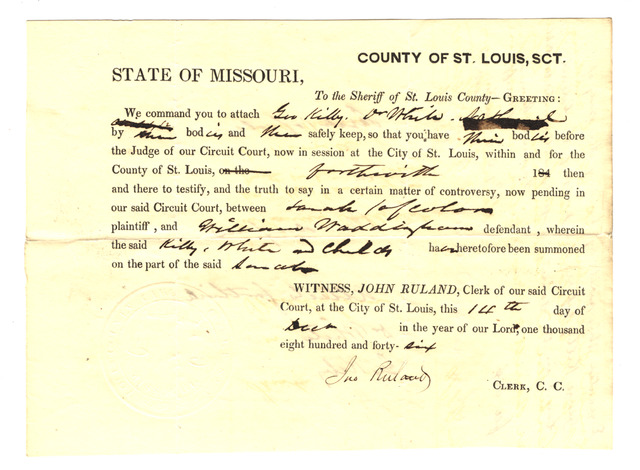 COUNTY OF ST. LOUIS, SCT.
STATE OF MISSOURI,
To the Sheriff of St. Louis County—GREETING:
We command you to attach Geo Kelly. O White.
by their bodies and them safely keep, so that you have their bodies before
the Judge of our Circuit Court, now in session at the City of St. Louis, within and for the
County of St. Louis, on the forthwith 184 then
and there to testify, and the truth to say in a certain matter of controversy, now pending in
our said Circuit Court, between Sarah of color
plaintiff, and William Waddingham defendant, wherein
the said Kelly, White and Childs has heretofore been summoned
on the part of the said Sarah
WITNESS, JOHN RULAND, Clerk of our said Circuit
Court, at the City of St. Louis, this 14th day of
Decr. in the year of our Lord, one thousand
eight hundred and forty-six
Jno Ruland
CLERK, C. C.